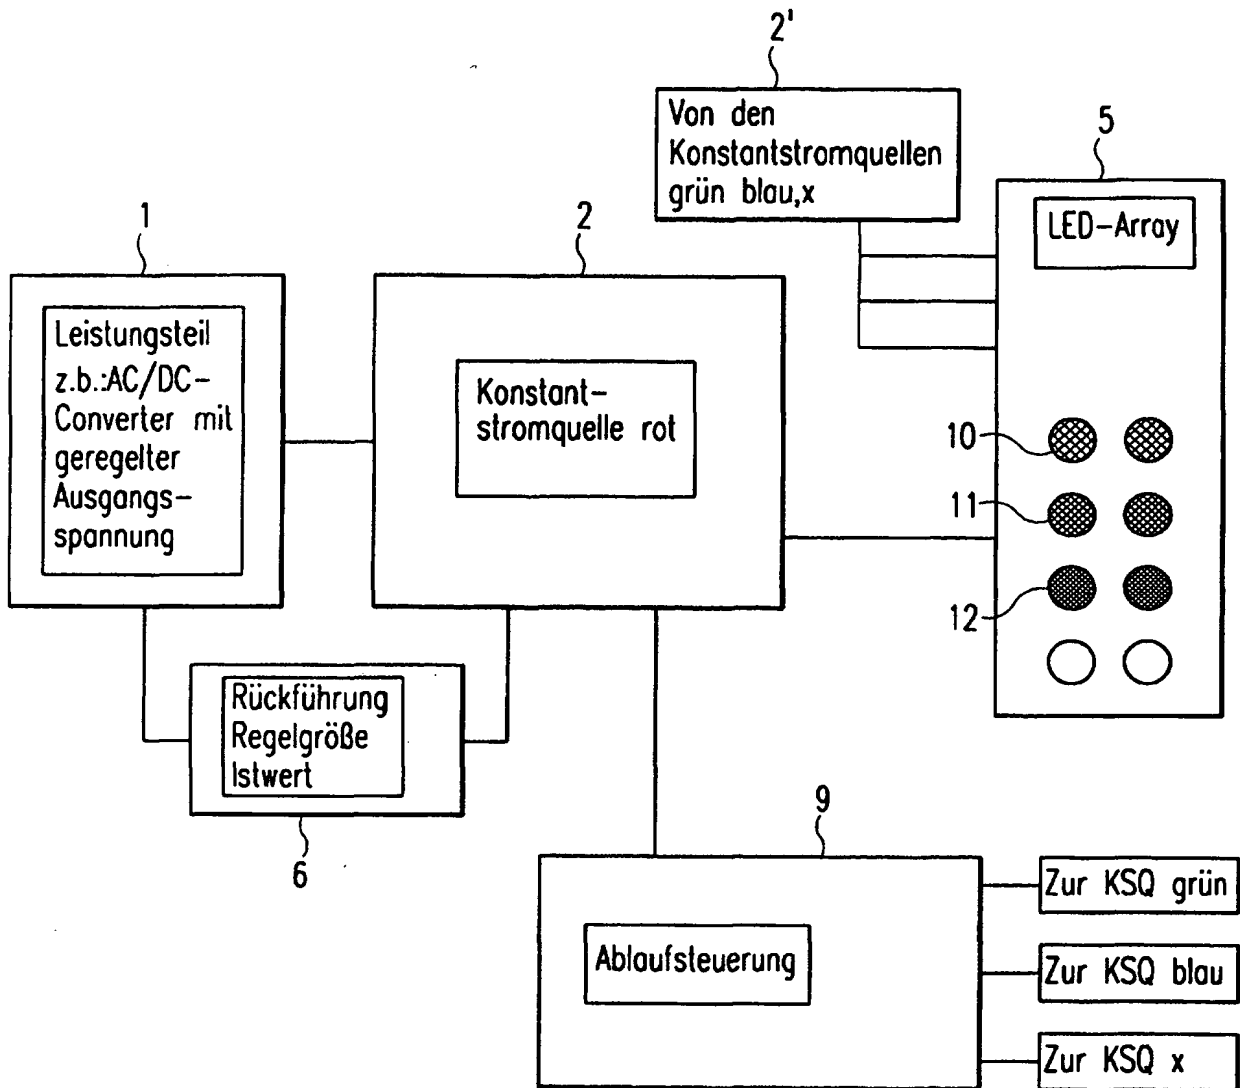 2'
Von den
Konstantstromquellen
grün blau,x
5
LED-Array
1
2
Leistungsteil
z.b.:AC/DC-
Converter mit
geregelter
Ausgangs-
spannung
Konstant-
stromquelle rot
10
11
12
Rückführung
Regelgröße
Istwert
6
9
Ablaufsteuerung
Zur KSQ grün
Zur KSQ blau
Zur KSQ x